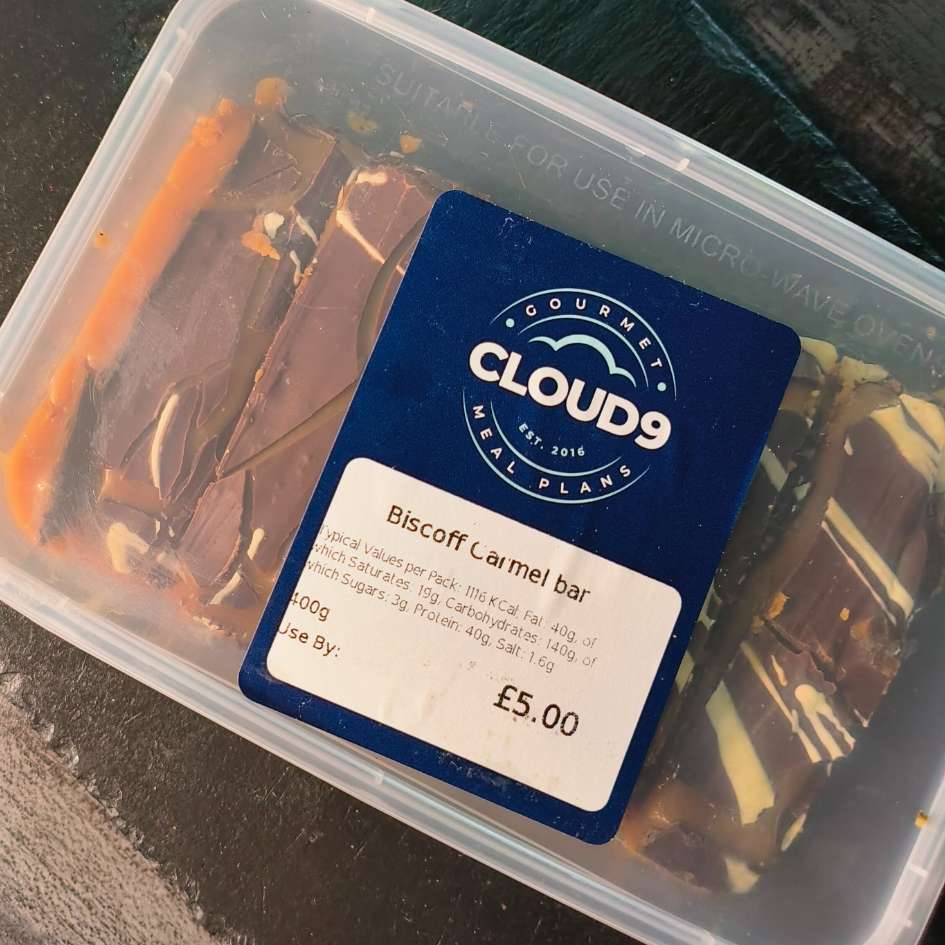 SUITABLE FOR USE IN MICRO-WAVE OVEN
GOURMET
CLOUD9
EST. 2016
MEAL PLANS
Biscoff Carmel bar
Typical Values per Pack: 1116 KCal, Fat: 40g, of
which Saturates: 19g, Carbohydrates: 140g, of
which Sugars: 3g, Protein: 40g, Salt: 1.6g
400g
Use By:
£5.00